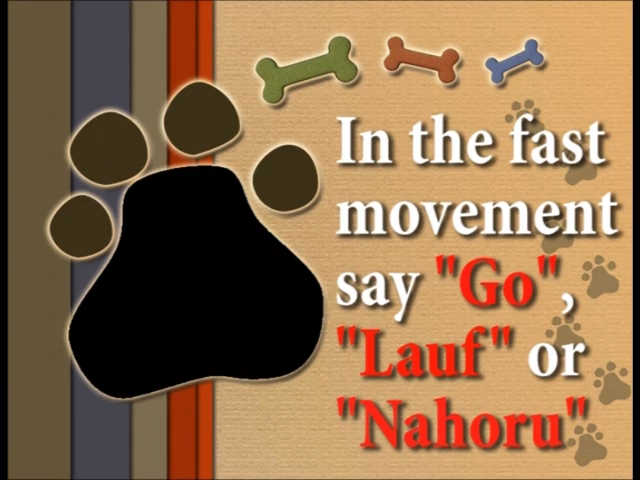 In the fast
movement
say "Go",
"Lauf" or
"Nahoru"